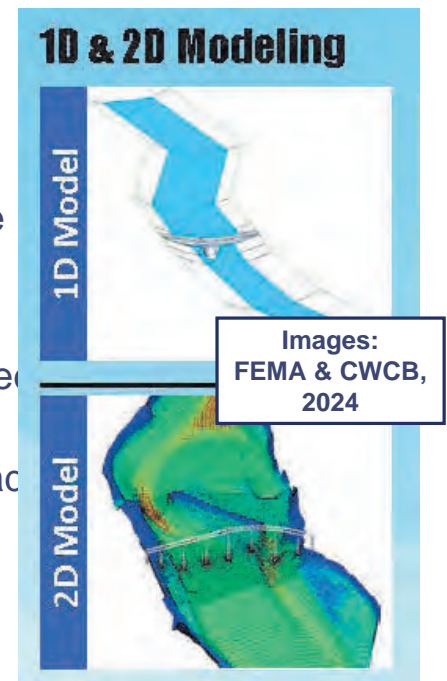 1D & 2D Modeling
1D Model
Images:
FEMA & CWCB,
2024
2D Model